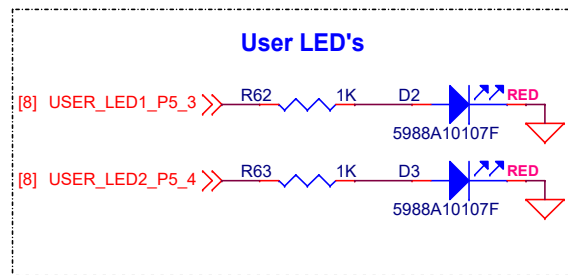 User LED's
[8] USER_LED1_P5_3 R62 1K D2 RED
5988A10107F
[8] USER_LED2_P5_4 R63 1K D3 RED
5988A10107F